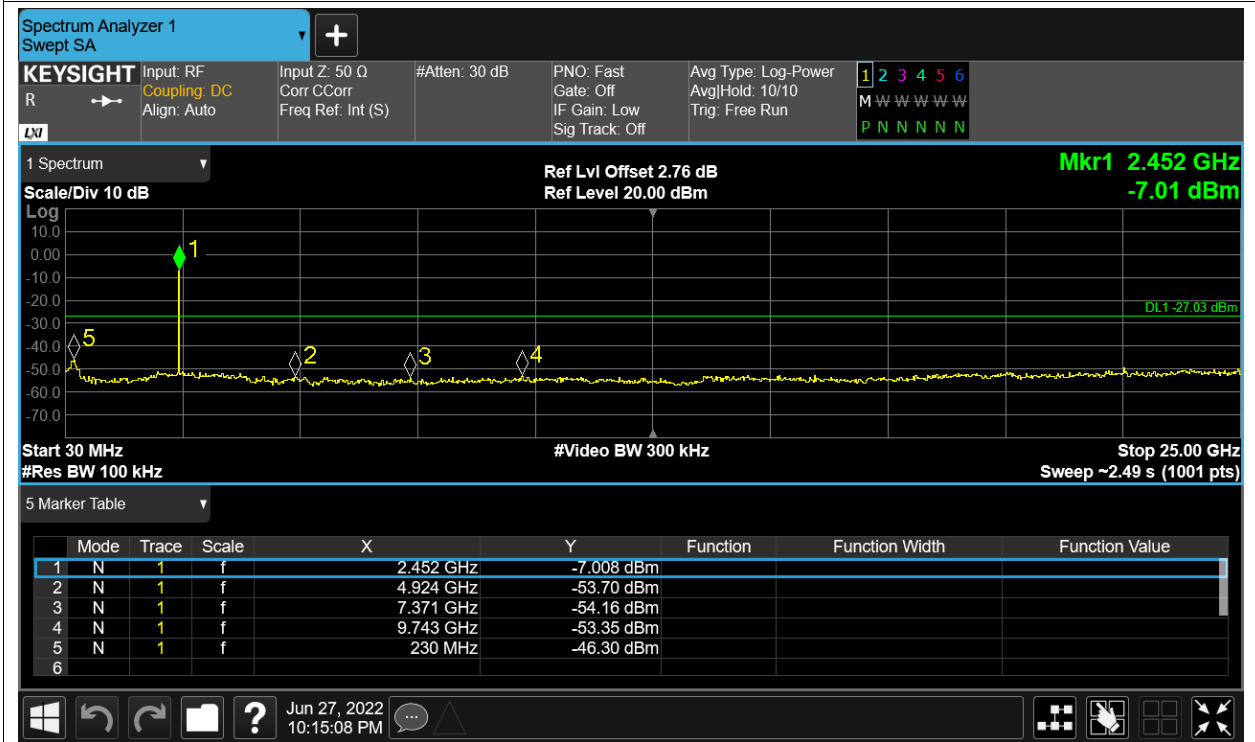 Spectrum Analyzer 1
Swept SA
+
KEYSIGHT Input: RF Input Z: 50 Ω #Atten: 30 dB PNO: Fast Avg Type: Log-Power 1 2 3 4 5 6
R Coupling: DC Corr CCorr Gate: Off Avg|Hold: 10/10 M W W W W W
Align: Auto Freq Ref: Int (S) IF Gain: Low Trig: Free Run
LXI Sig Track: Off P N N N N N
1 Spectrum Ref Lvl Offset 2.76 dB Mkr1 2.452 GHz
Scale/Div 10 dB Ref Level 20.00 dBm -7.01 dBm
Log
10.0
1
0.00
-10.0
-20.0
DL1 -27.03 dBm
-30.0
5
-40.0
2 3 4
-50.0
-60.0
-70.0
Start 30 MHz #Video BW 300 kHz Stop 25.00 GHz
#Res BW 100 kHz Sweep ~2.49 s (1001 pts)
5 Marker Table
Mode Trace Scale X Y Function Function Width Function Value
1 N 1 f 2.452 GHz -7.008 dBm
2 N 1 f 4.924 GHz -53.70 dBm
3 N 1 f 7.371 GHz -54.16 dBm
4 N 1 f 9.743 GHz -53.35 dBm
5 N 1 f 230 MHz -46.30 dBm
6
? Jun 27, 2022
10:15:08 PM